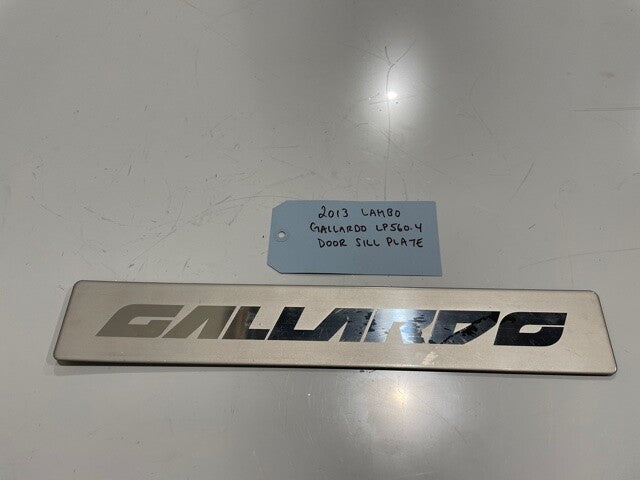 2013 LAMBO
GALLARDO LP560.4
DOOR SILL PLATE
GALLARDO